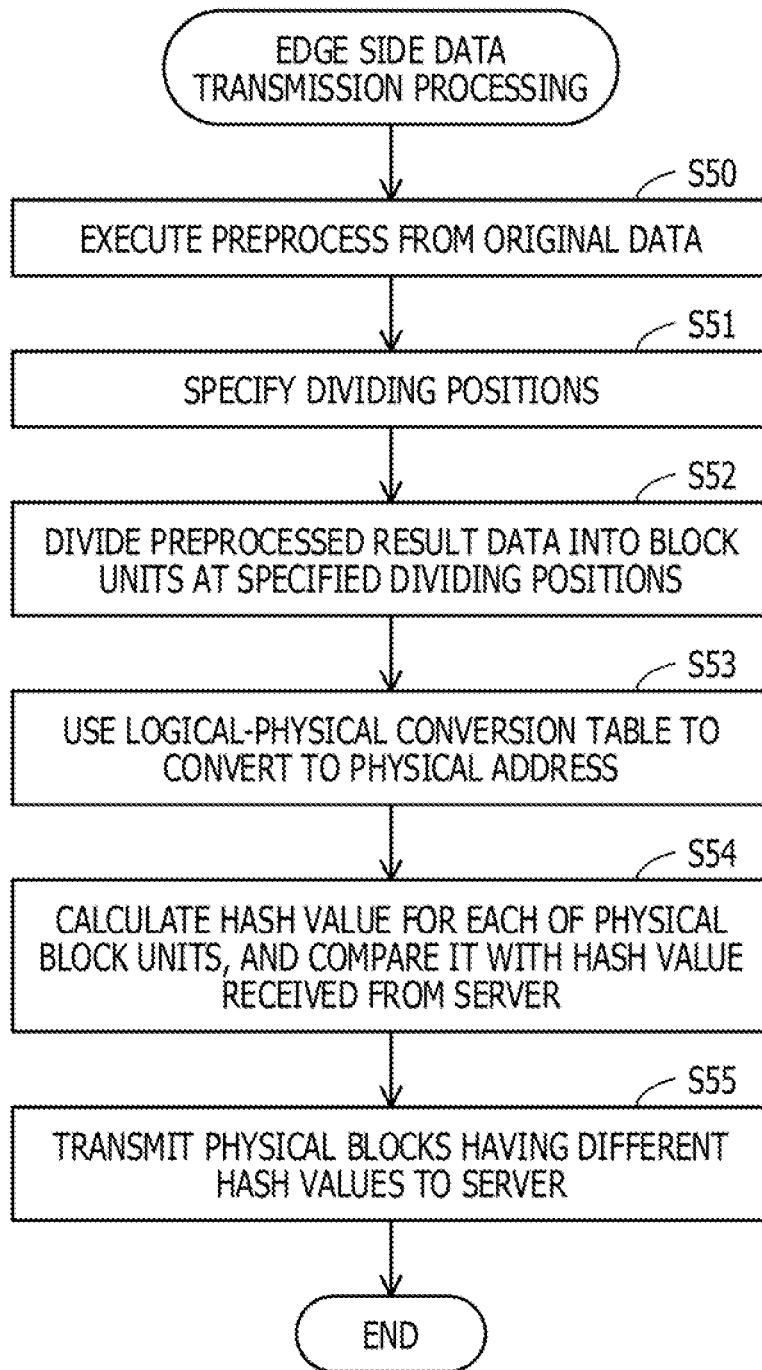 EDGE SIDE DATA
TRANSMISSION PROCESSING
S50
EXECUTE PREPROCESS FROM ORIGINAL DATA
S51
SPECIFY DIVIDING POSITIONS
S52
DIVIDE PREPROCESSED RESULT DATA INTO BLOCK
UNITS AT SPECIFIED DIVIDING POSITIONS
S53
USE LOGICAL-PHYSICAL CONVERSION TABLE TO
CONVERT TO PHYSICAL ADDRESS
S54
CALCULATE HASH VALUE FOR EACH OF PHYSICAL
BLOCK UNITS, AND COMPARE IT WITH HASH VALUE
RECEIVED FROM SERVER
S55
TRANSMIT PHYSICAL BLOCKS HAVING DIFFERENT
HASH VALUES TO SERVER
END